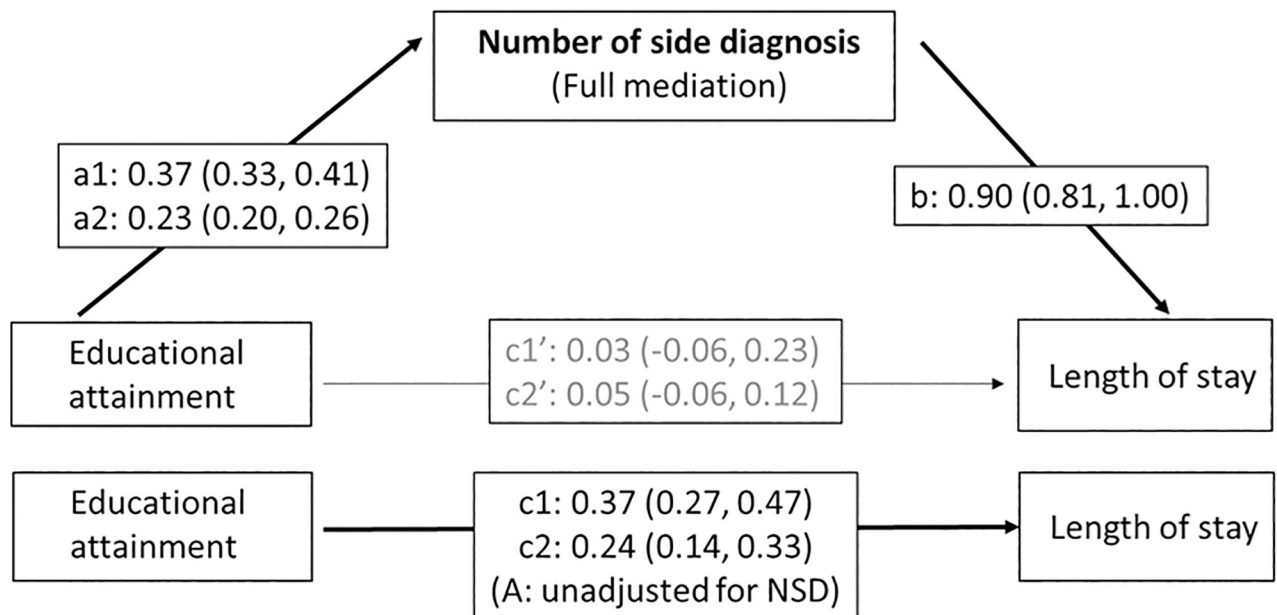 Number of side diagnosis
(Full mediation)
a1: 0.37 (0.33, 0.41)
a2: 0.23 (0.20, 0.26)
b: 0.90 (0.81, 1.00)
Educational
attainment
c1’: 0.03 (-0.06, 0.23)
c2’: 0.05 (-0.06, 0.12)
Length of stay
Educational
attainment
c1: 0.37 (0.27, 0.47)
c2: 0.24 (0.14, 0.33)
(A: unadjusted for NSD)
Length of stay